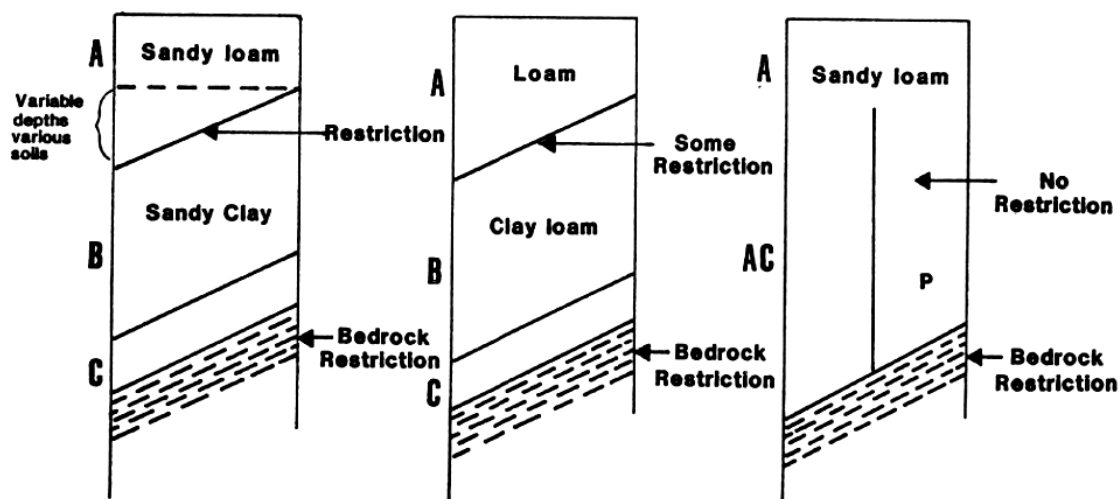 A
Sandy loam
Variable
depths
various
soils
Restriction
Sandy Clay
B
Bedrock
Restriction
C
A
Loam
Some
Restriction
Clay loam
B
Bedrock
Restriction
C
A
Sandy loam
No
Restriction
AC
P
Bedrock
Restriction